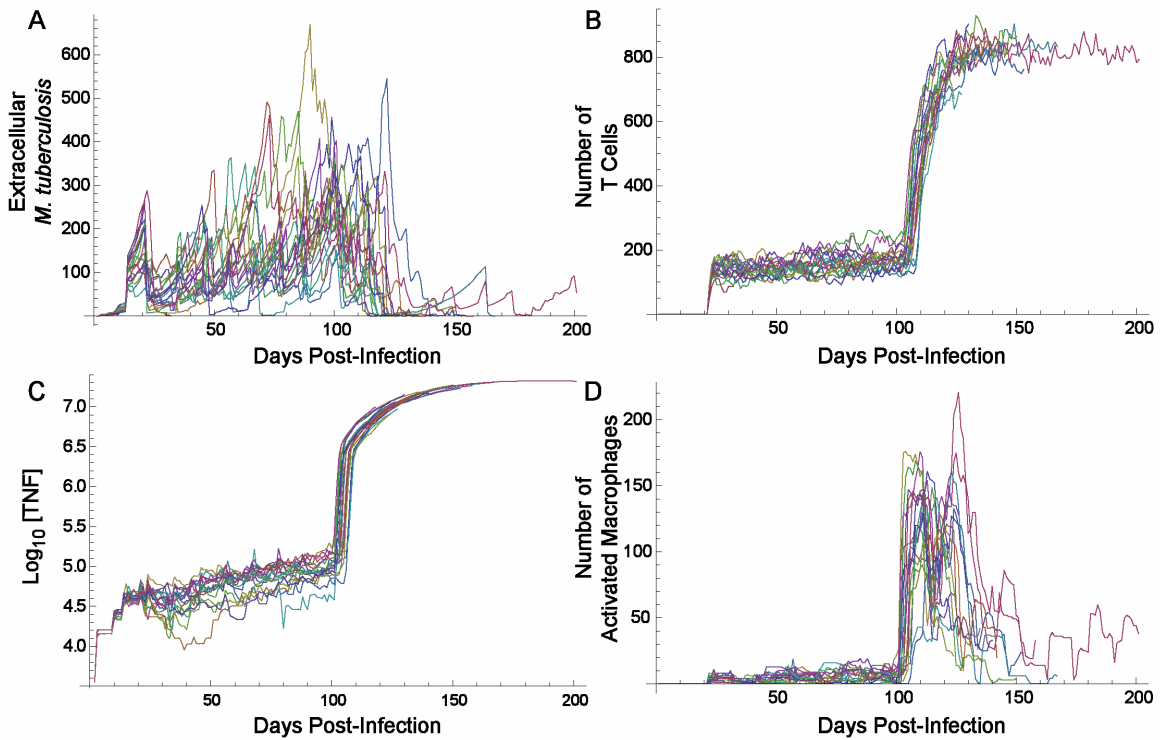 A
Extracellular
M. tuberculosis
600
500
400
300
200
100
50
100
150
200
Days Post-Infection
B
Number of
T Cells
800
600
400
200
50
100
150
200
Days Post-Infection
C
Log10 [TNF]
7.0
6.5
6.0
5.5
5.0
4.5
4.0
50
100
150
200
Days Post-Infection
D
Number of
Activated Macrophages
200
150
100
50
50
100
150
200
Days Post-Infection